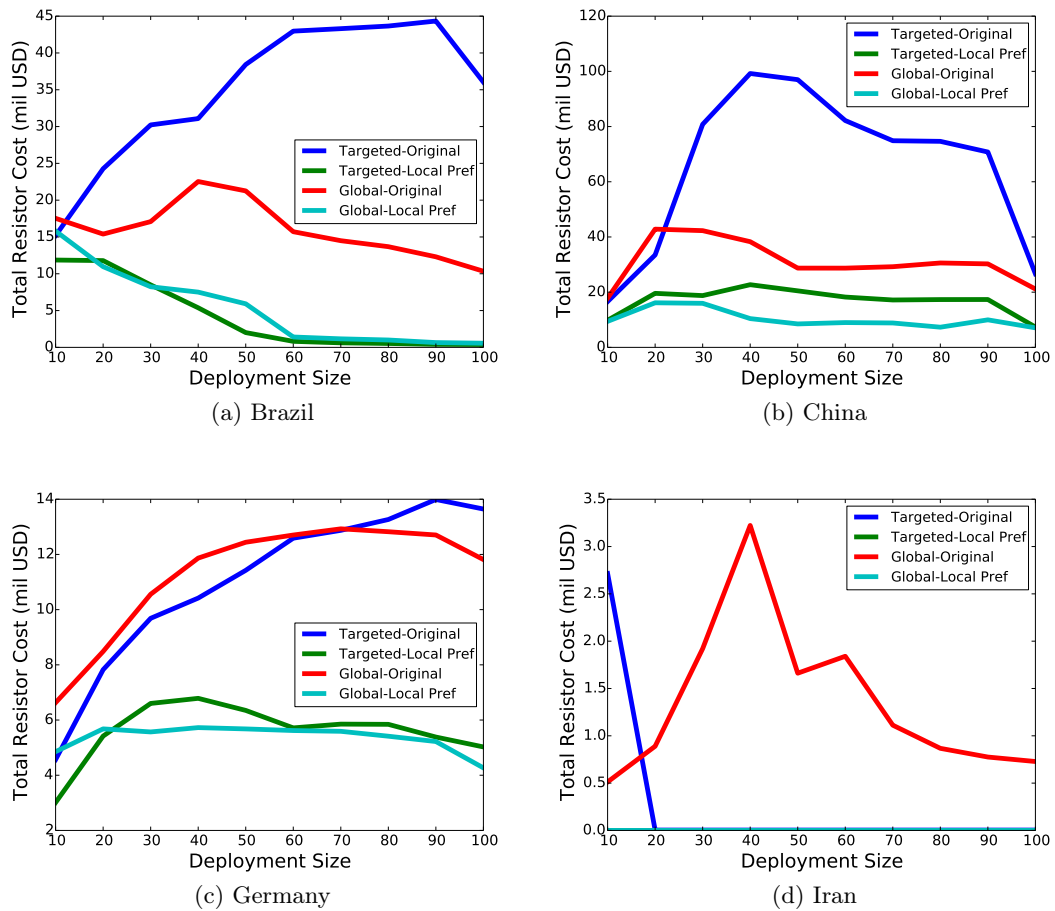 45
40
35
30
25
20
15
10
5
0
Total Resistor Cost (mil USD)
Targeted-Original
Targeted-Local Pref
Global-Original
Global-Local Pref
10 20 30 40 50 60 70 80 90 100
Deployment Size
(a) Brazil
120
100
80
60
40
20
0
Total Resistor Cost (mil USD)
Targeted-Original
Targeted-Local Pref
Global-Original
Global-Local Pref
10 20 30 40 50 60 70 80 90 100
Deployment Size
(b) China
14
12
10
8
6
4
2
Total Resistor Cost (mil USD)
Targeted-Original
Targeted-Local Pref
Global-Original
Global-Local Pref
10 20 30 40 50 60 70 80 90 100
Deployment Size
(c) Germany
3.5
3.0
2.5
2.0
1.5
1.0
0.5
0.0
Total Resistor Cost (mil USD)
Targeted-Original
Targeted-Local Pref
Global-Original
Global-Local Pref
10 20 30 40 50 60 70 80 90 100
Deployment Size
(d) Iran